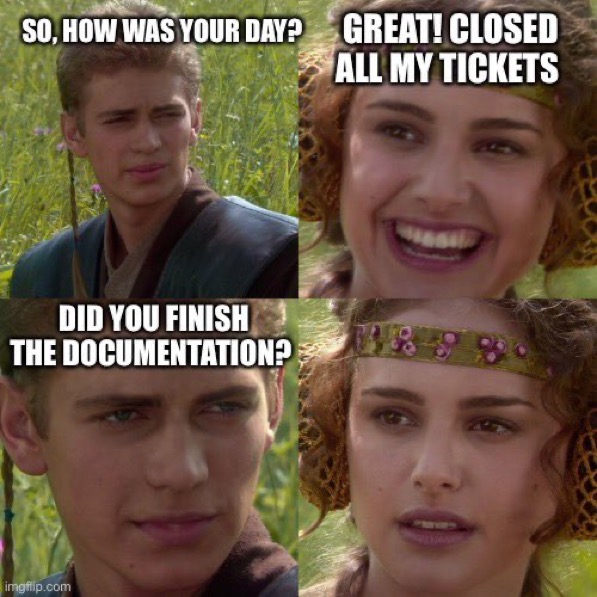 SO, HOW WAS YOUR DAY?
GREAT! CLOSED
ALL MY TICKETS
DID YOU FINISH
THE DOCUMENTATION?
imgflip.com